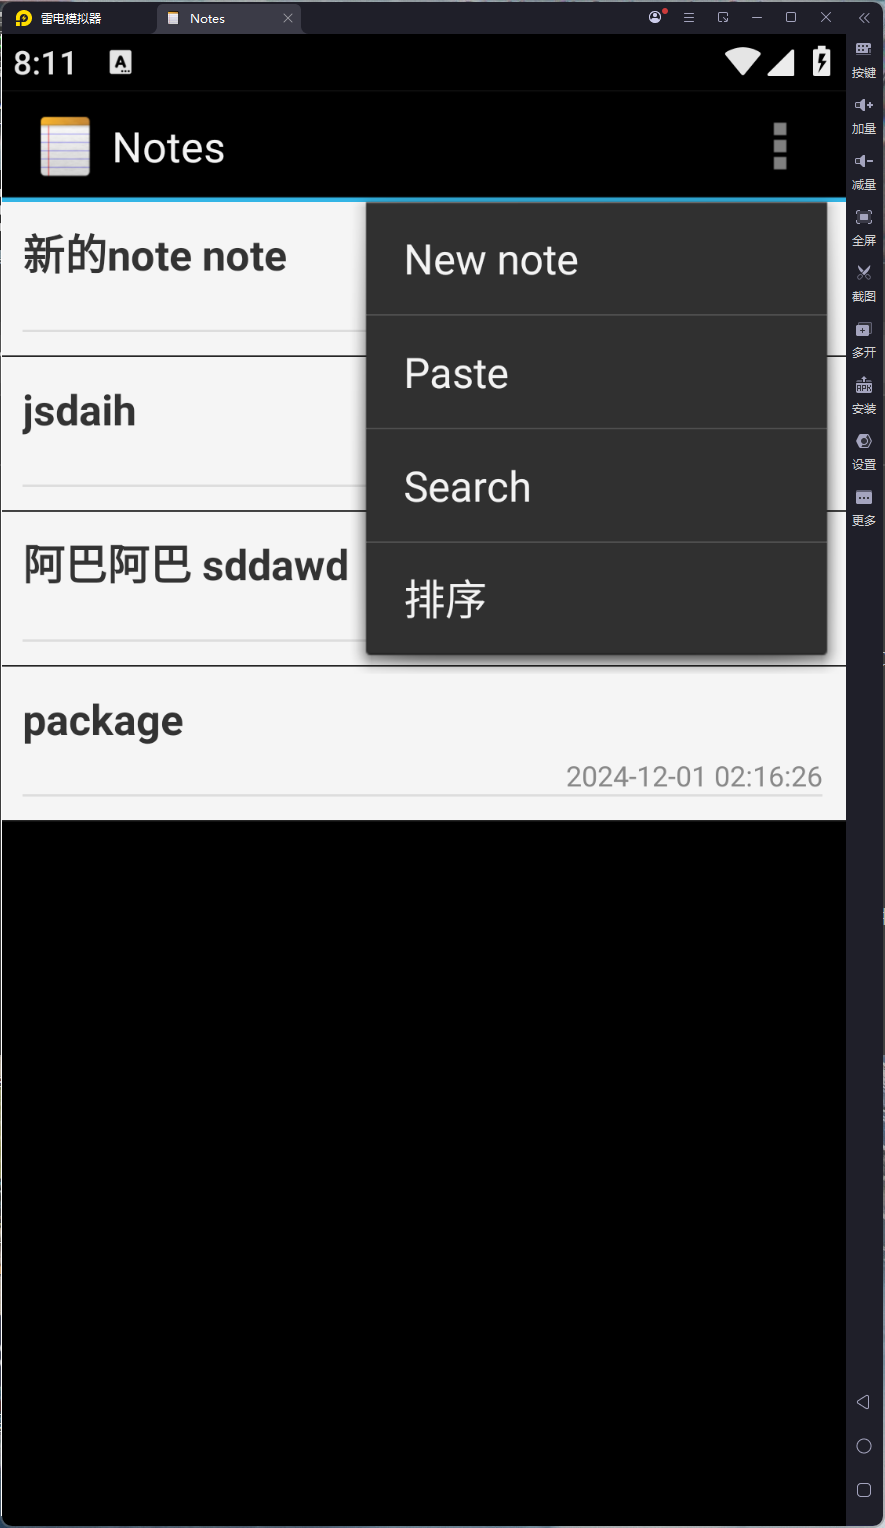 雷电模拟器
Notes
8:11
A
Notes
新的note note
jsdaih
阿巴阿巴 sddawd
package
2024-12-01 02:16:26
New note
Paste
Search
排序
按键
加量
减量
全屏
截图
多开
APK
安装
设置
更多